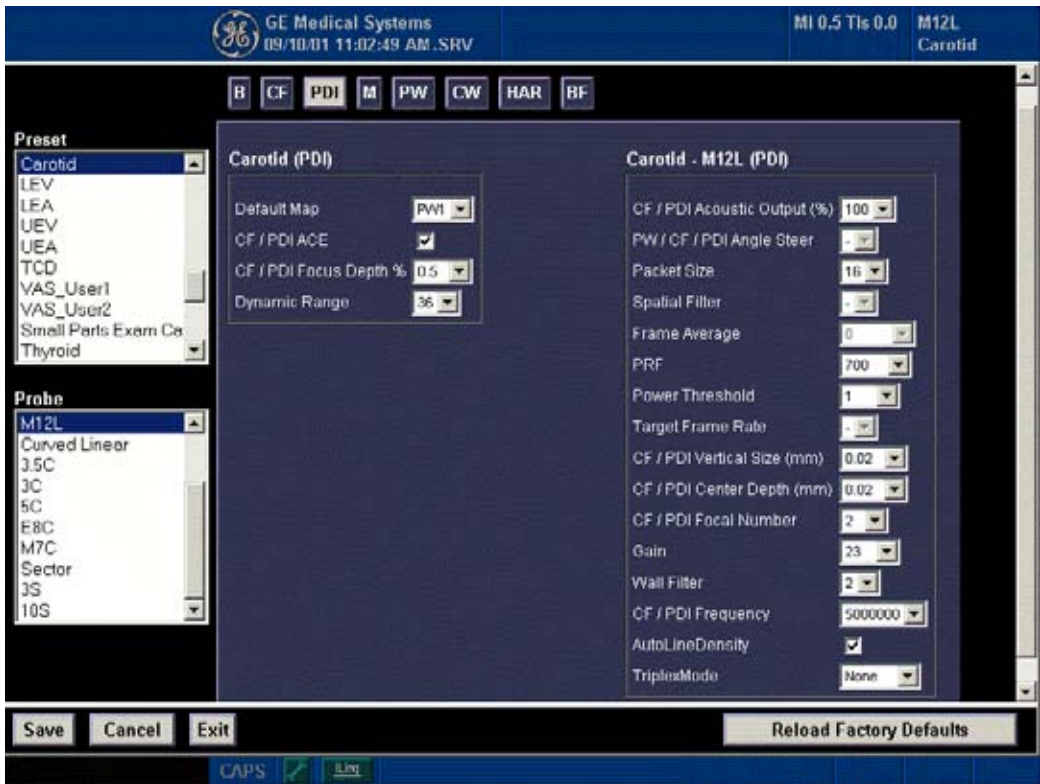 GE Medical Systems
09/10/01 11:02:49 AM.SRV
MI 0.5 TIs 0.0
M12L
Carotid
B CF PDI M PW CW HAR BF
Preset
Carotid
LEV
LEA
UEV
UEA
TCD
VAS_User1
VAS_User2
Small Parts Exam Ca
Thyroid
Probe
M12L
Curved Linear
3.5C
3C
5C
E8C
M7C
Sector
3S
10S
Carotid (PDI)
Default Map PW1
CF / PDI ACE
CF / PDI Focus Depth % 0.5
Dynamic Range 36
Carotid - M12L (PDI)
CF / PDI Acoustic Output (%) 100
PW / CF / PDI Angle Steer -
Packet Size 16
Spatial Filter -
Frame Average 0
PRF 700
Power Threshold 1
Target Frame Rate -
CF / PDI Vertical Size (mm) 0.02
CF / PDI Center Depth (mm) 0.02
CF / PDI Focal Number 2
Gain 23
Wall Filter 2
CF / PDI Frequency 5000000
AutoLineDensity
TriplexMode None
Save Cancel Exit
Reload Factory Defaults
CAPS iLinq